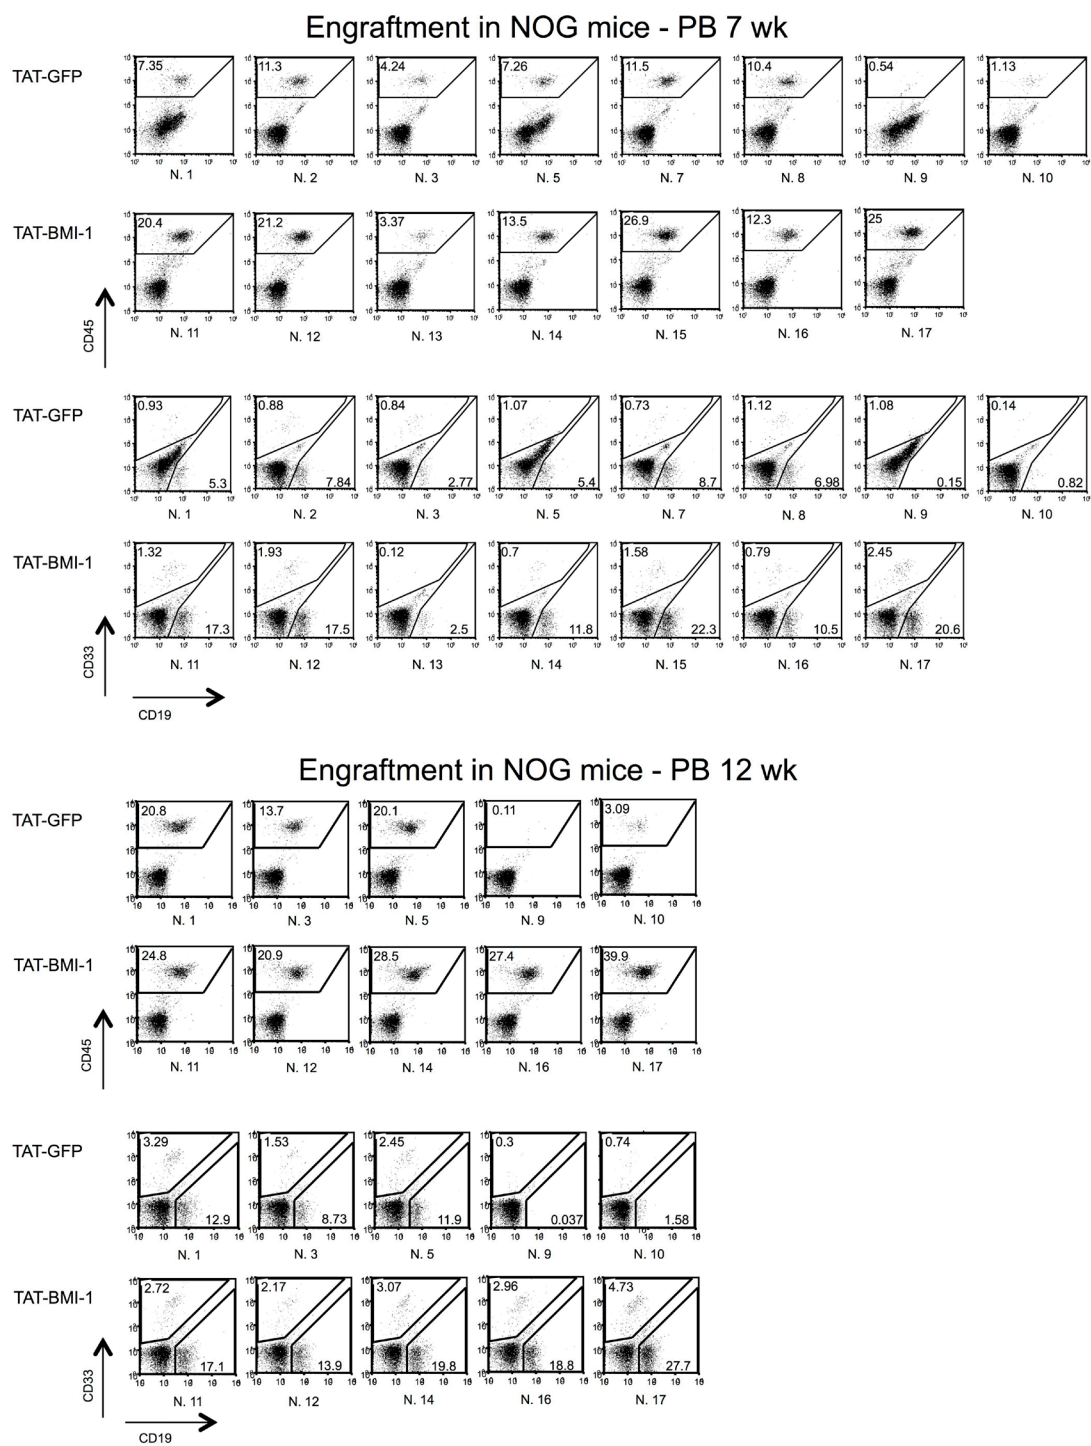 Engraftment in NOG mice - PB 7 wk
TAT-GFP
7.35 11.3 4.24 7.26 11.5 10.4 0.54 1.13
N. 1 N. 2 N. 3 N. 5 N. 7 N. 8 N. 9 N. 10
TAT-BMI-1
20.4 21.2 3.37 13.5 26.9 12.3 25
CD45
N. 11 N. 12 N. 13 N. 14 N. 15 N. 16 N. 17
TAT-GFP
0.93 0.88 0.84 1.07 0.73 1.12 1.08 0.14
5.3 7.84 2.77 5.4 8.7 6.98 0.15 0.82
N. 1 N. 2 N. 3 N. 5 N. 7 N. 8 N. 9 N. 10
TAT-BMI-1
1.32 1.93 0.12 0.7 1.58 0.79 2.45
17.3 17.5 2.5 11.8 22.3 10.5 20.6
CD33
N. 11 N. 12 N. 13 N. 14 N. 15 N. 16 N. 17
CD19
Engraftment in NOG mice - PB 12 wk
TAT-GFP
20.8 13.7 20.1 0.11 3.09
N. 1 N. 3 N. 5 N. 9 N. 10
TAT-BMI-1
24.8 20.9 28.5 27.4 39.9
CD45
N. 11 N. 12 N. 14 N. 16 N. 17
TAT-GFP
3.29 1.53 2.45 0.3 0.74
12.9 8.73 11.9 0.037 1.58
N. 1 N. 3 N. 5 N. 9 N. 10
TAT-BMI-1
2.72 2.17 3.07 2.96 4.73
17.1 13.9 19.8 18.8 27.7
CD33
N. 11 N. 12 N. 14 N. 16 N. 17
CD19